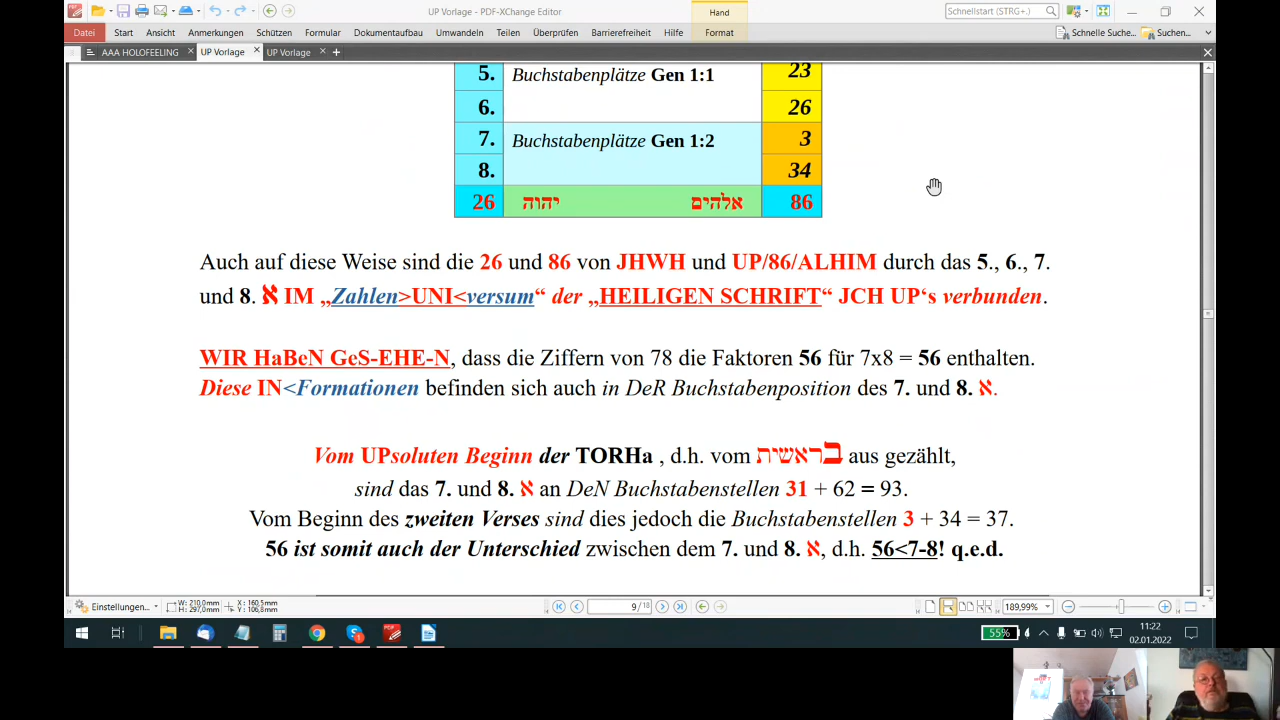 UP Vorlage - PDF-XChange Editor
Hand
Schnellstart (STRG+.)
Datei Start Ansicht Anmerkungen Schützen Formular Dokumentaufbau Umwandeln Teilen Überprüfen Barrierefreiheit Hilfe Format Schnelle Suche... Suchen...
AAA HOLOFEELING × UP Vorlage × UP Vorlage × +
5. Buchstabenplätze Gen 1:1 23
6. 26
7. Buchstabenplätze Gen 1:2 3
8. 34
26 יהוה אלהים 86
Auch auf diese Weise sind die 26 und 86 von JHWH und UP/86/ALHIM durch das 5., 6., 7.
und 8. א IM „Zahlen>UNI<versum“ der „HEILIGEN SCHRIFT“ JCH UP‘s verbunden.
WIR HaBeN GeS-EHE-N, dass die Ziffern von 78 die Faktoren 56 für 7x8 = 56 enthalten.
Diese IN<Formationen befinden sich auch in DeR Buchstabenposition des 7. und 8. א.
Vom UPsoluten Beginn der TORHa , d.h. vom בראשית aus gezählt,
sind das 7. und 8. א an DeN Buchstabenstellen 31 + 62 = 93.
Vom Beginn des zweiten Verses sind dies jedoch die Buchstabenstellen 3 + 34 = 37.
56 ist somit auch der Unterschied zwischen dem 7. und 8. א, d.h. 56<7-8! q.e.d.
Einstellungen... W: 210,0mm X: 160,5mm 9 / 18 189,99%
H: 297,0mm Y: 106,8mm
55% 11:22
02.01.2022